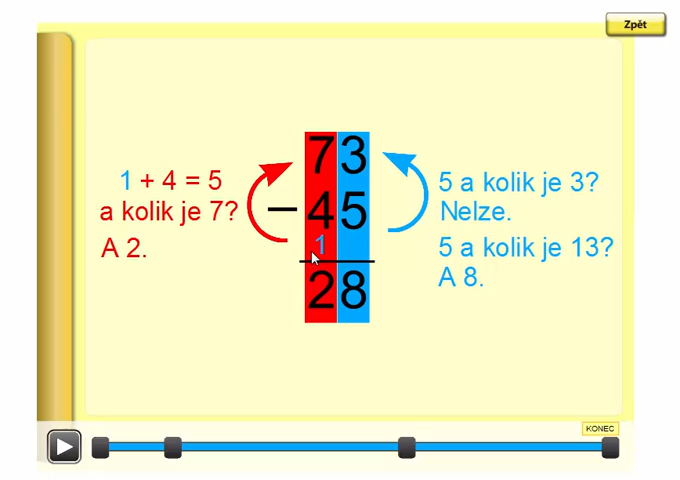 Zpět
73
1 + 4 = 5
a kolik je 7?
A 2.
− 45
1
28
5 a kolik je 3?
Nelze.
5 a kolik je 13?
A 8.
KONEC